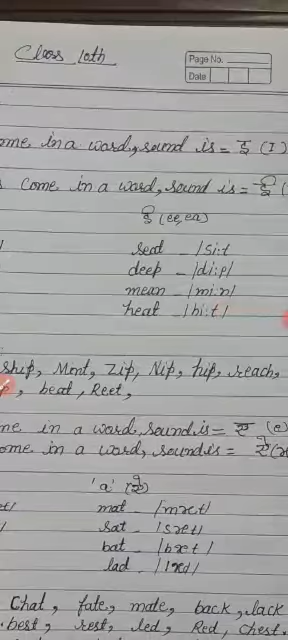 Class 10th
Page No.
Date
ome in a word, sound is = इ (I)
come in a word, sound is = ई (
ई (ee, ea)
seat - /si:t
deep - /di:p/
mean - /mi:n/
heat - /hi:t/
ship, Mint, Zip, Nip, hip, reach,
beat, Reet,
me in a word, sound is = ए (e)
ome in a word, sound is = ऐ (æ
'a' (ऐ)
mat - /mæt/
sat - /sæt/
bat - /bæt/
lad - /læd/
Chat, fate, mate, back, lack
best, rest, led, Red, Chest.